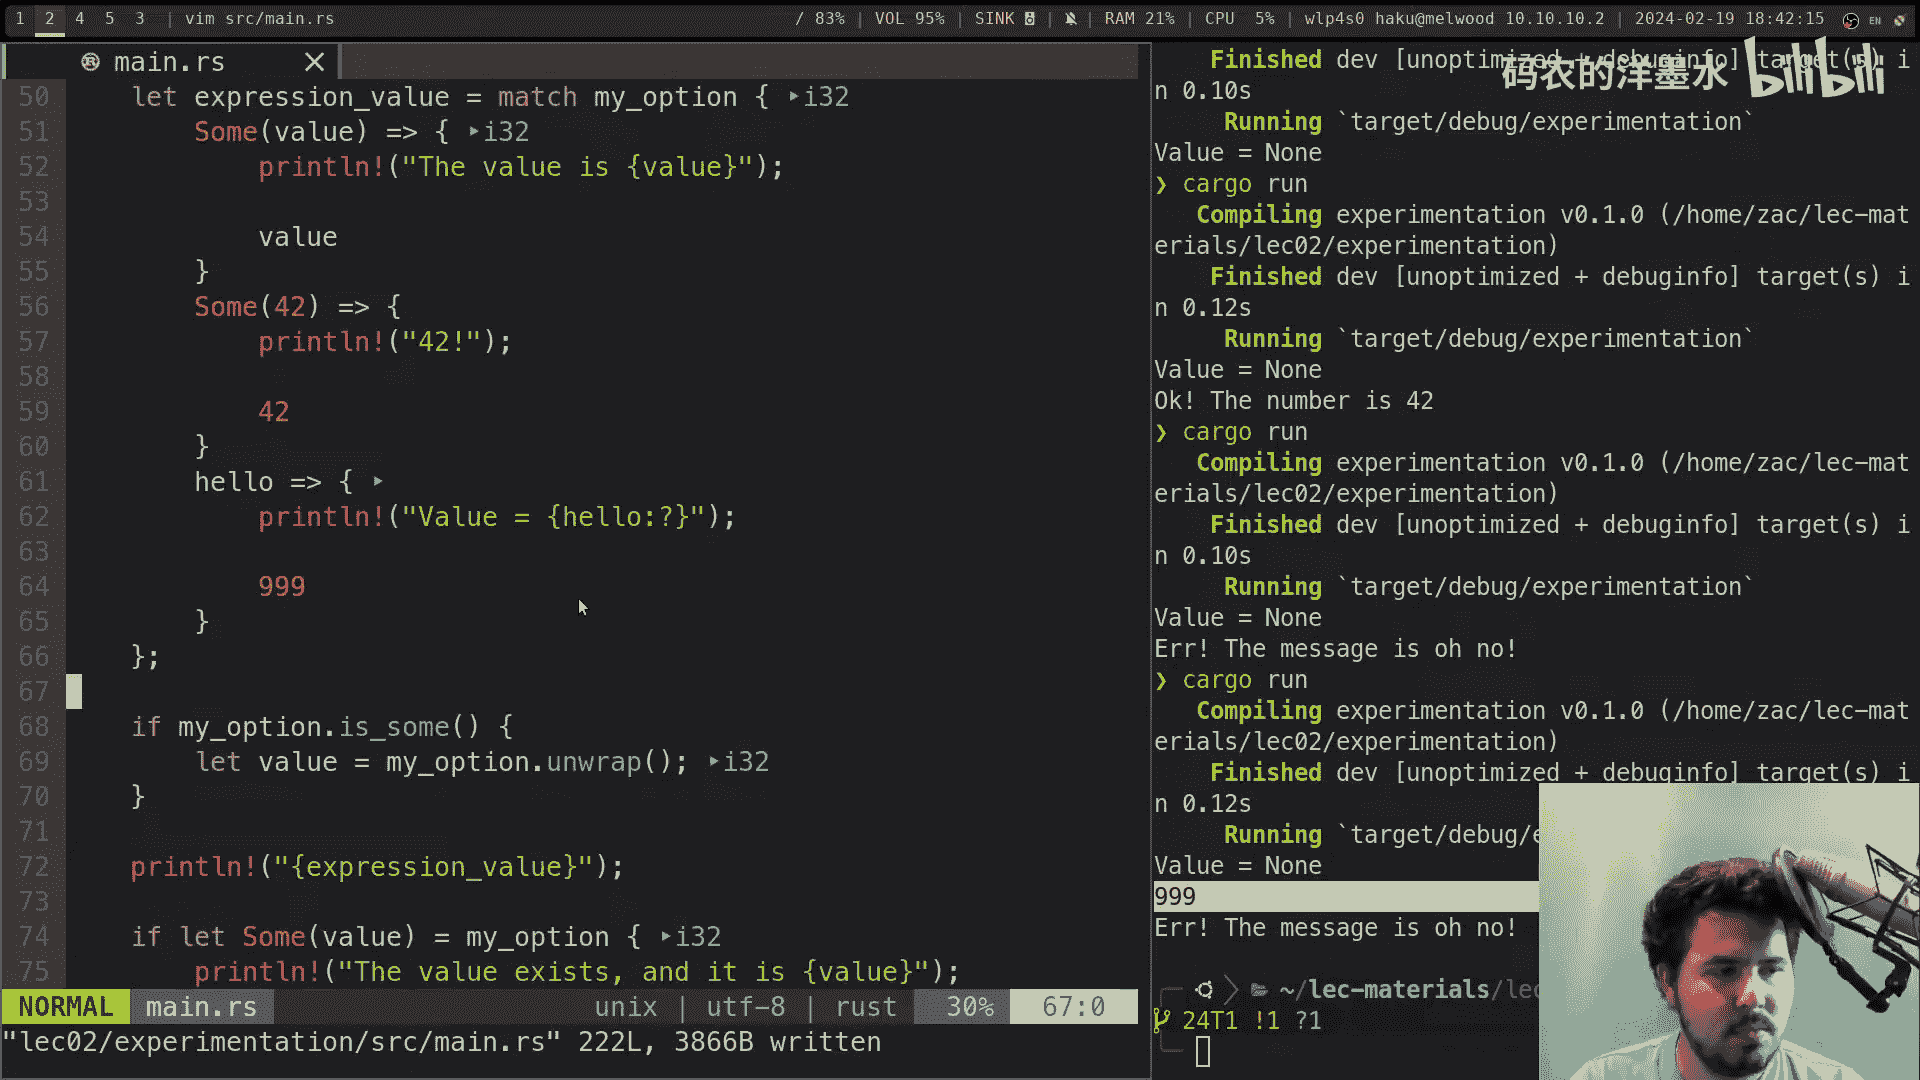 1 2 4 5 3 | vim src/main.rs
/ 83% | VOL 95% | SINK | | RAM 21% | CPU 5% | wlp4s0 haku@melwood 10.10.10.2 | 2024-02-19 18:42:15 EN
main.rs
50 let expression_value = match my_option { ▸i32
51 Some(value) => { ▸i32
52 println!("The value is {value}");
53
54 value
55 }
56 Some(42) => {
57 println!("42!");
58
59 42
60 }
61 hello => { ▸
62 println!("Value = {hello:?}");
63
64 999
65 }
66 };
67
68 if my_option.is_some() {
69 let value = my_option.unwrap(); ▸i32
70 }
71
72 println!("{expression_value}");
73
74 if let Some(value) = my_option { ▸i32
75 println!("The value exists, and it is {value}");
NORMAL main.rs unix | utf-8 | rust 30% 67:0
"lec02/experimentation/src/main.rs" 222L, 3866B written
Finished dev [unoptimized + debuginfo] target(s) i
n 0.10s
Running `target/debug/experimentation`
Value = None
❯ cargo run
Compiling experimentation v0.1.0 (/home/zac/lec-mat
erials/lec02/experimentation)
Finished dev [unoptimized + debuginfo] target(s) i
n 0.12s
Running `target/debug/experimentation`
Value = None
Ok! The number is 42
❯ cargo run
Compiling experimentation v0.1.0 (/home/zac/lec-mat
erials/lec02/experimentation)
Finished dev [unoptimized + debuginfo] target(s) i
n 0.10s
Running `target/debug/experimentation`
Value = None
Err! The message is oh no!
❯ cargo run
Compiling experimentation v0.1.0 (/home/zac/lec-mat
erials/lec02/experimentation)
Finished dev [unoptimized + debuginfo] target(s) i
n 0.12s
Running `target/debug/e
Value = None
999
Err! The message is oh no!
~/lec-materials/lec
24T1 !1 ?1
码农的洋墨水 bilibili